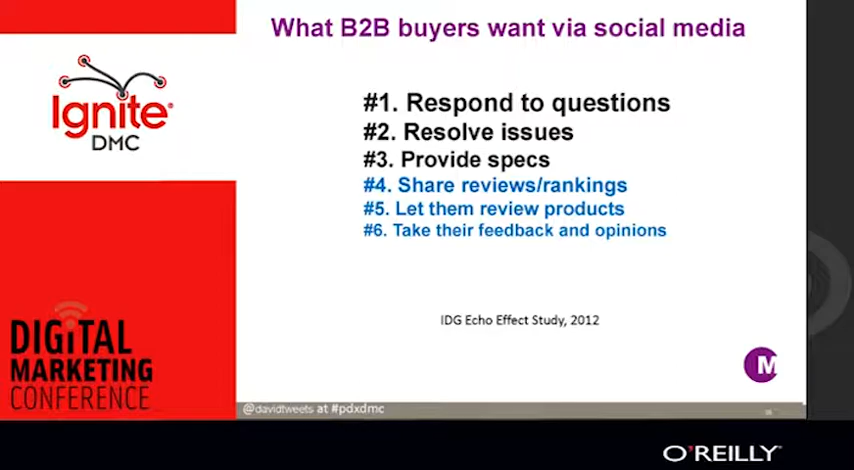 What B2B buyers want via social media
Ignite®
DMC
#1. Respond to questions
#2. Resolve issues
#3. Provide specs
#4. Share reviews/rankings
#5. Let them review products
#6. Take their feedback and opinions
IDG Echo Effect Study, 2012
DIGITAL
MARKETING
CONFERENCE
M
@davidtweets at #pdxdmc
O'REILLY®